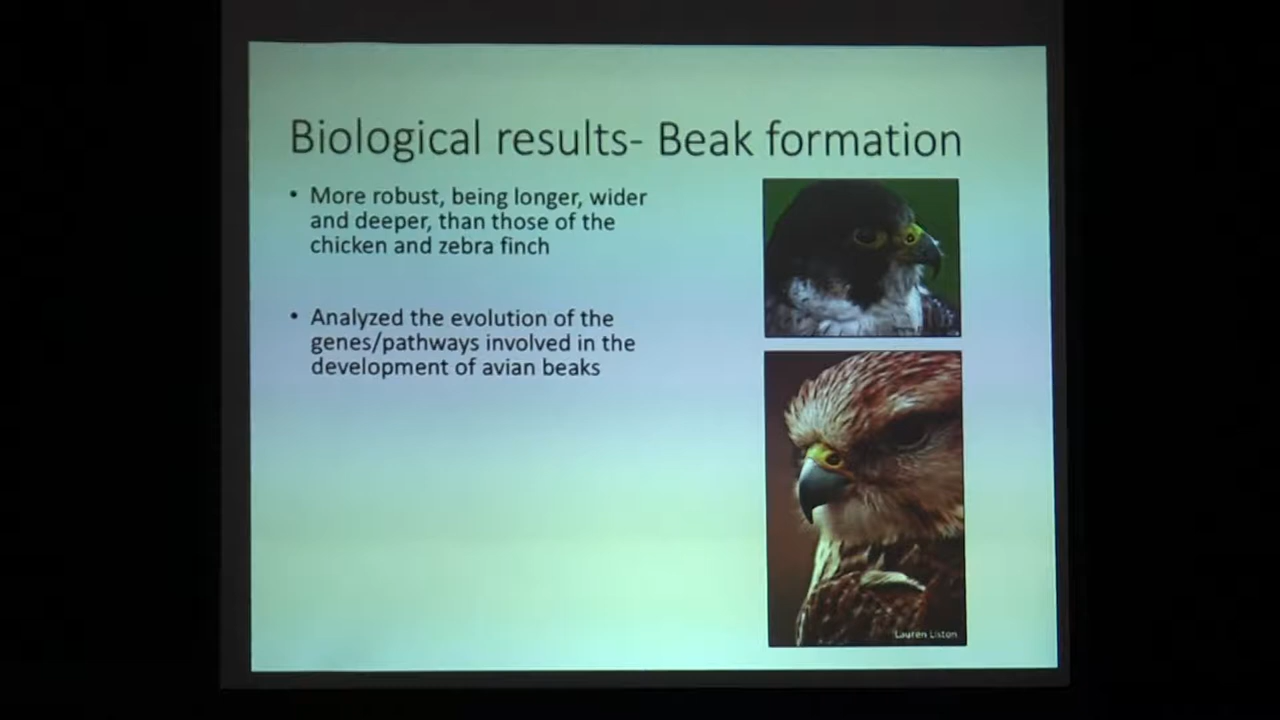 Biological results- Beak formation
• More robust, being longer, wider
and deeper, than those of the
chicken and zebra finch
• Analyzed the evolution of the
genes/pathways involved in the
development of avian beaks
Lauren Liston